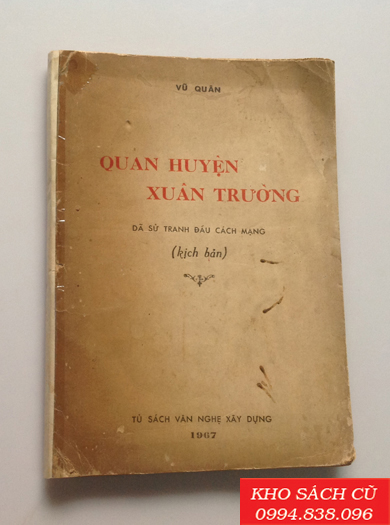 VŨ QUÂN
QUAN HUYỆN
XUÂN TRƯỜNG
DÃ SỬ TRANH ĐẤU CÁCH MẠNG
(kịch bản)
TỦ SÁCH VĂN NGHỆ XÂY DỰNG
1967
KHO SÁCH CŨ
0994.838.096